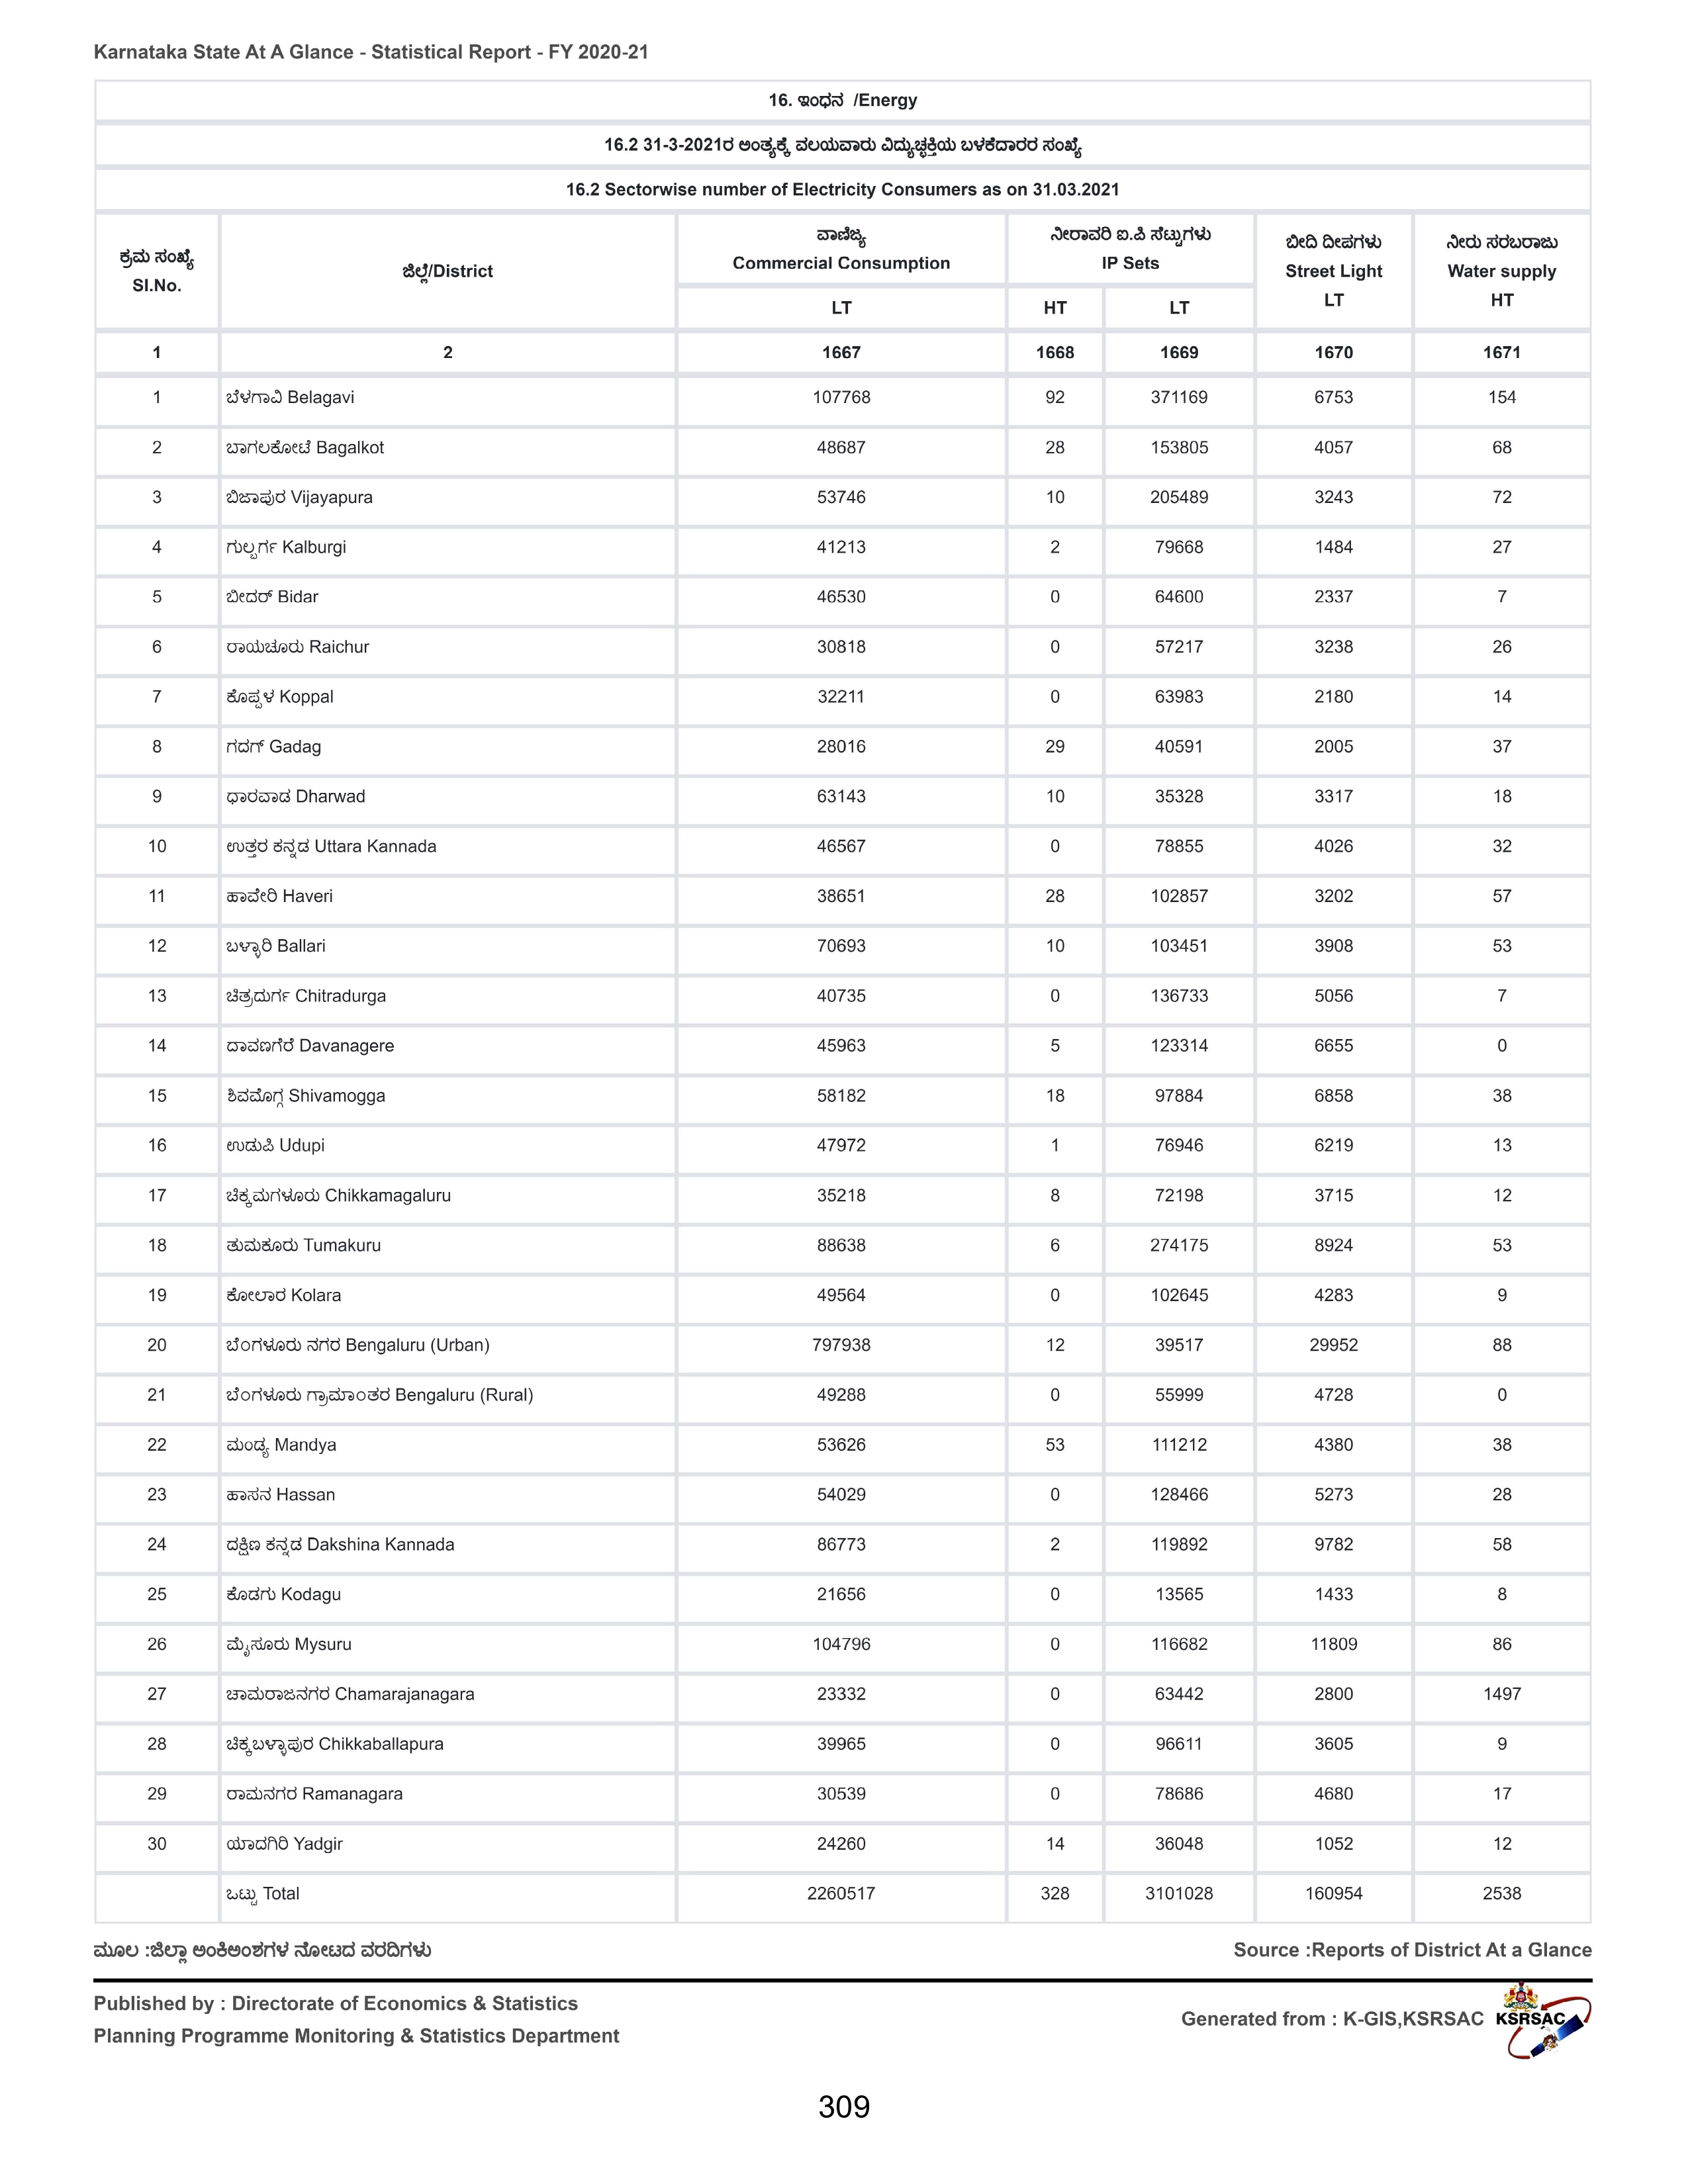 Karnataka State At A Glance - Statistical Report - FY 2020-21
16. ಇಂಧನ /Energy
16.2 31-3-2021ರ ಅಂತ್ಯಕ್ಕೆ ವಲಯವಾರು ವಿದ್ಯುಚ್ಛಕ್ತಿಯ ಬಳಕೆದಾರರ ಸಂಖ್ಯೆ
16.2 Sectorwise number of Electricity Consumers as on 31.03.2021
ಕ್ರಮ ಸಂಖ್ಯೆ Sl.No. ಜಿಲ್ಲೆ/District ವಾಣಿಜ್ಯ Commercial Consumption ನೀರಾವರಿ ಐ.ಪಿ ಸೆಟ್ಟುಗಳು IP Sets ಬೀದಿ ದೀಪಗಳು Street Light LT ನೀರು ಸರಬರಾಜು Water supply HT
LT HT LT
1 2 1667 1668 1669 1670 1671
1 ಬೆಳಗಾವಿ Belagavi 107768 92 371169 6753 154
2 ಬಾಗಲಕೋಟೆ Bagalkot 48687 28 153805 4057 68
3 ಬಿಜಾಪುರ Vijayapura 53746 10 205489 3243 72
4 ಗುಲ್ಬರ್ಗ Kalburgi 41213 2 79668 1484 27
5 ಬೀದರ್ Bidar 46530 0 64600 2337 7
6 ರಾಯಚೂರು Raichur 30818 0 57217 3238 26
7 ಕೊಪ್ಪಳ Koppal 32211 0 63983 2180 14
8 ಗದಗ್ Gadag 28016 29 40591 2005 37
9 ಧಾರವಾಡ Dharwad 63143 10 35328 3317 18
10 ಉತ್ತರ ಕನ್ನಡ Uttara Kannada 46567 0 78855 4026 32
11 ಹಾವೇರಿ Haveri 38651 28 102857 3202 57
12 ಬಳ್ಳಾರಿ Ballari 70693 10 103451 3908 53
13 ಚಿತ್ರದುರ್ಗ Chitradurga 40735 0 136733 5056 7
14 ದಾವಣಗೆರೆ Davanagere 45963 5 123314 6655 0
15 ಶಿವಮೊಗ್ಗ Shivamogga 58182 18 97884 6858 38
16 ಉಡುಪಿ Udupi 47972 1 76946 6219 13
17 ಚಿಕ್ಕಮಗಳೂರು Chikkamagaluru 35218 8 72198 3715 12
18 ತುಮಕೂರು Tumakuru 88638 6 274175 8924 53
19 ಕೋಲಾರ Kolara 49564 0 102645 4283 9
20 ಬೆಂಗಳೂರು ನಗರ Bengaluru (Urban) 797938 12 39517 29952 88
21 ಬೆಂಗಳೂರು ಗ್ರಾಮಾಂತರ Bengaluru (Rural) 49288 0 55999 4728 0
22 ಮಂಡ್ಯ Mandya 53626 53 111212 4380 38
23 ಹಾಸನ Hassan 54029 0 128466 5273 28
24 ದಕ್ಷಿಣ ಕನ್ನಡ Dakshina Kannada 86773 2 119892 9782 58
25 ಕೊಡಗು Kodagu 21656 0 13565 1433 8
26 ಮೈಸೂರು Mysuru 104796 0 116682 11809 86
27 ಚಾಮರಾಜನಗರ Chamarajanagara 23332 0 63442 2800 1497
28 ಚಿಕ್ಕಬಳ್ಳಾಪುರ Chikkaballapura 39965 0 96611 3605 9
29 ರಾಮನಗರ Ramanagara 30539 0 78686 4680 17
30 ಯಾದಗಿರಿ Yadgir 24260 14 36048 1052 12
ಒಟ್ಟು Total 2260517 328 3101028 160954 2538
ಮೂಲ :ಜಿಲ್ಲಾ ಅಂಕಿಅಂಶಗಳ ನೋಟದ ವರದಿಗಳು Source :Reports of District At a Glance
Published by : Directorate of Economics & Statistics
Planning Programme Monitoring & Statistics Department
Generated from : K-GIS,KSRSAC KSRSAC
309